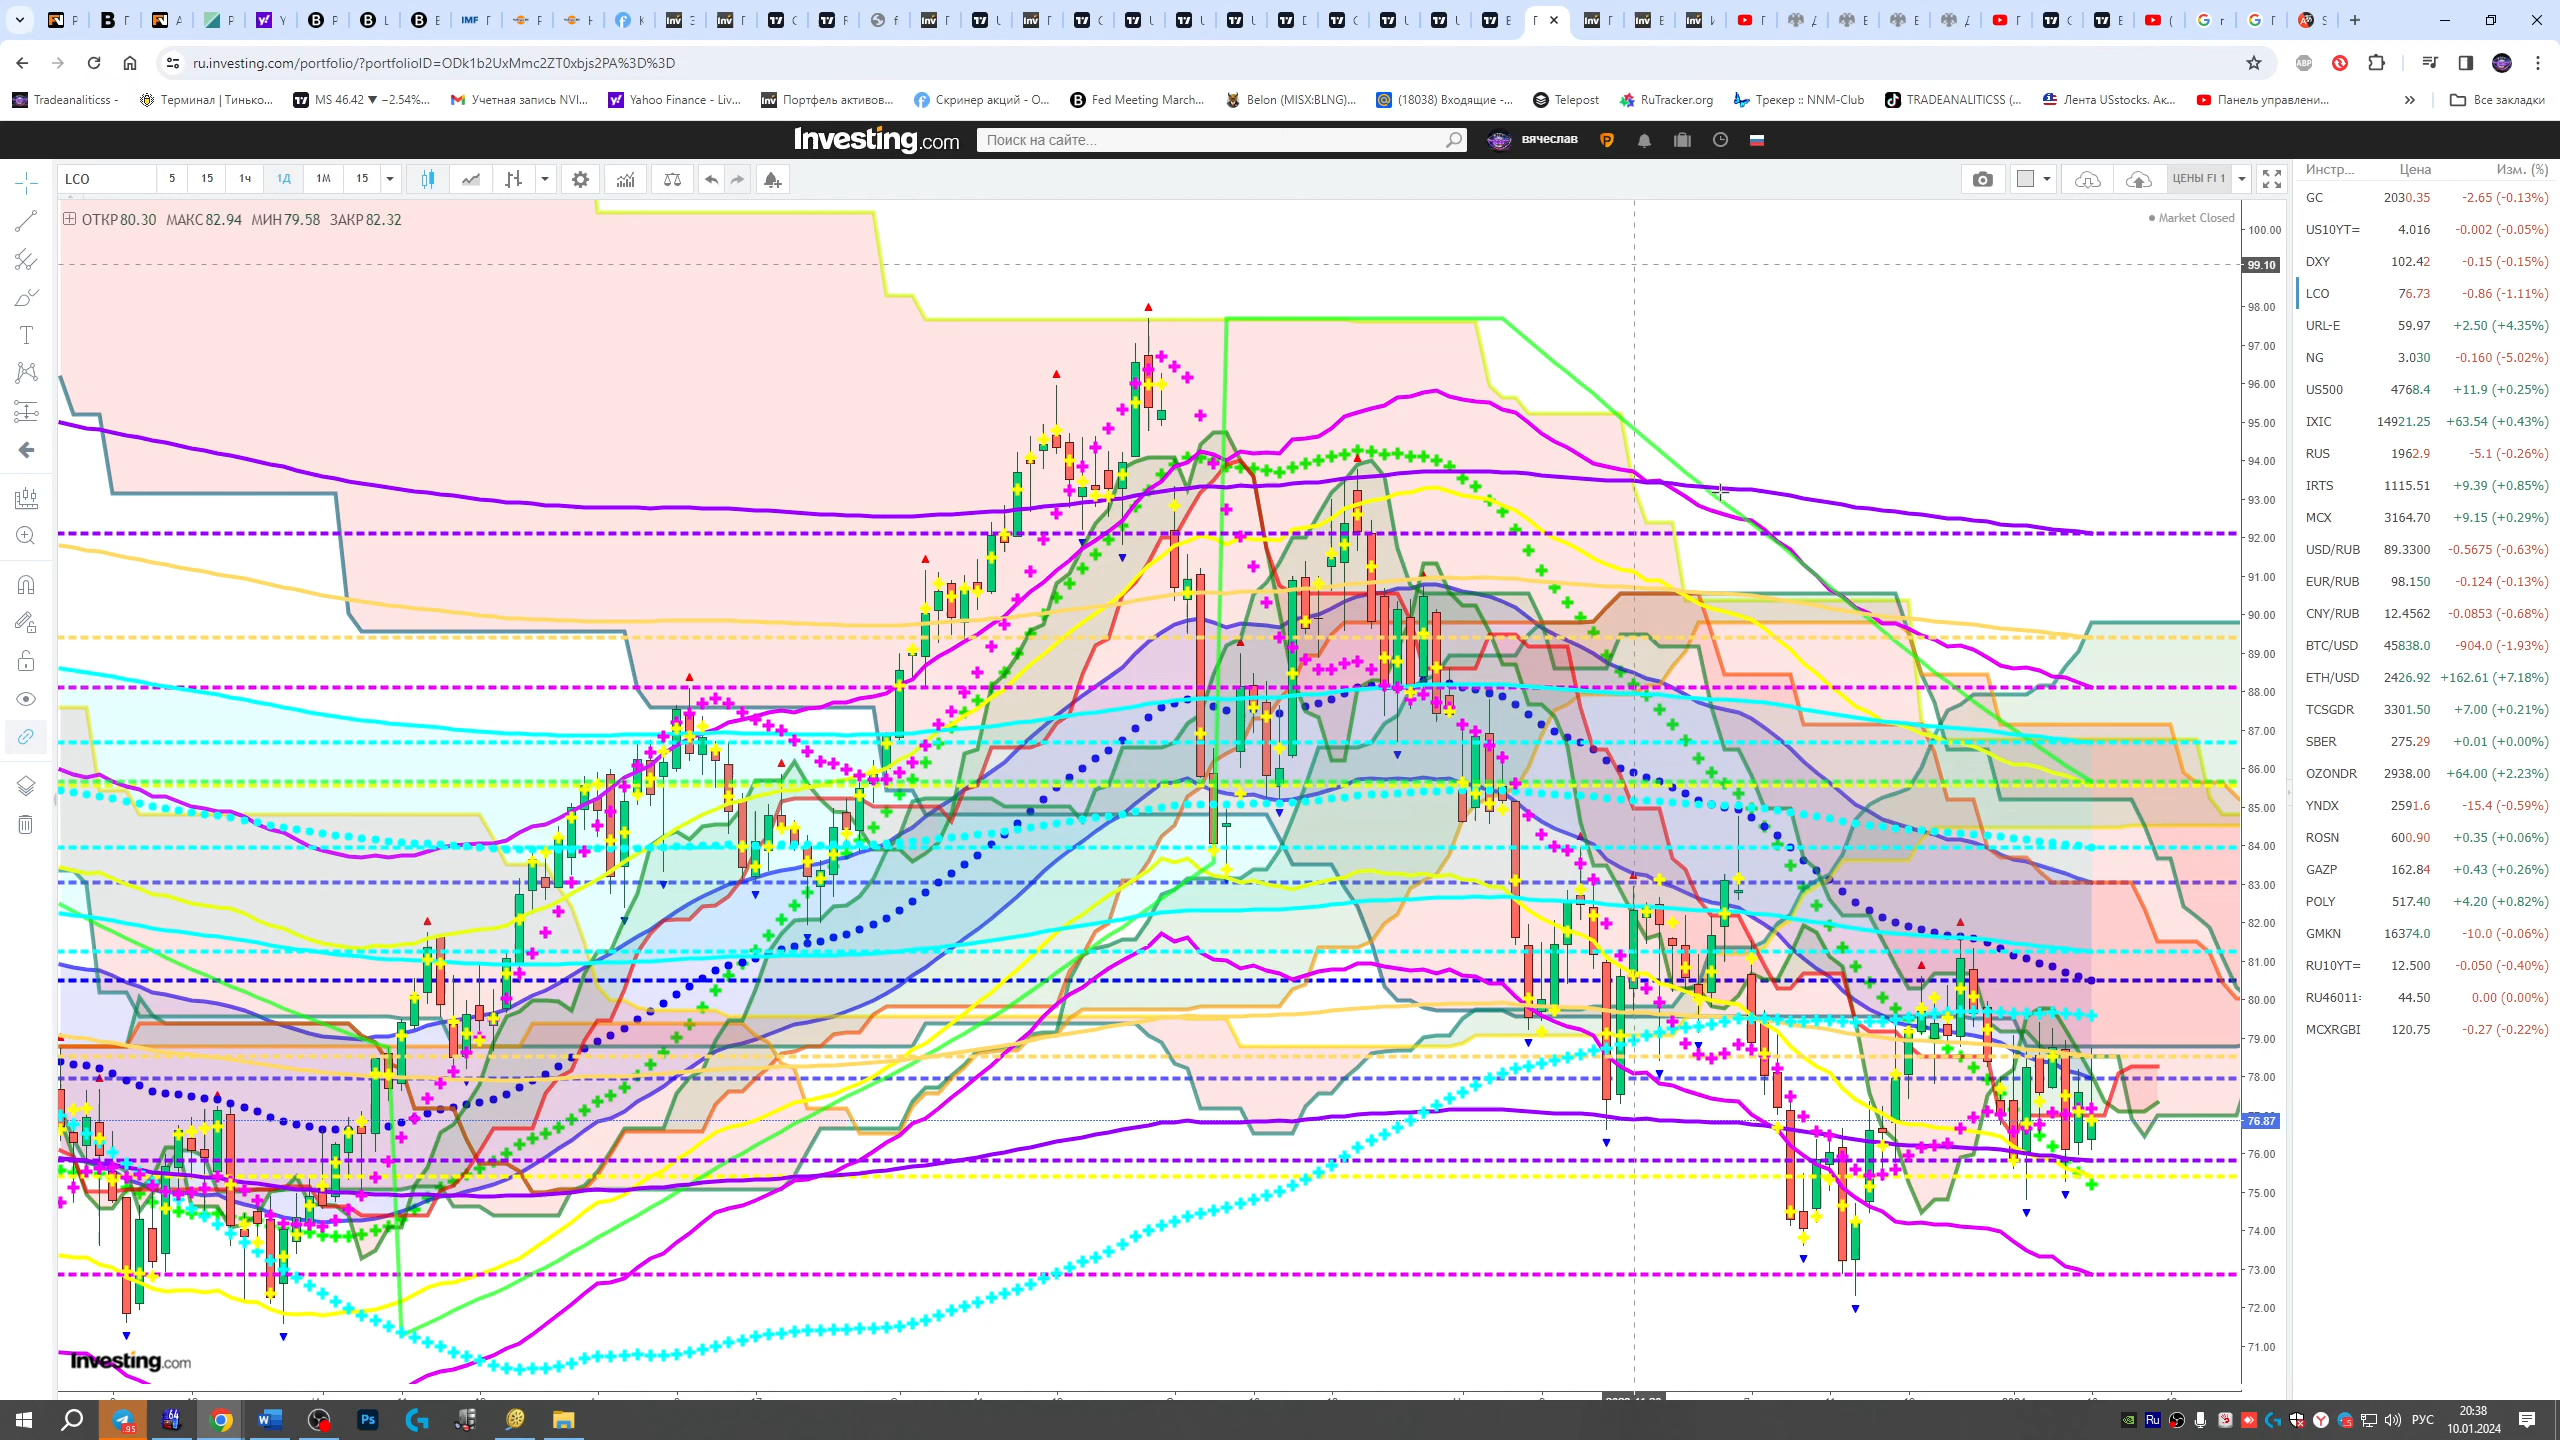 Р
Г
А
Р
Y
Р
L
Е
Г
F
К
З
Г
С
F
f
Г
U
Г
С
U
U
U
С
U
U
Е
Г
Г
Е
Г
Е
Е
Г
С
Е
(
r
Г
S
ru.investing.com/portfolio/?portfolioID=ODk1b2UxMmc2ZT0xbjs2PA%3D%3D
Tradeanaliticss -
Терминал | Тинько...
MS 46.42 ▼ −2.54%...
Учетная запись NVI...
Yahoo Finance - Liv...
Портфель активов...
Скринер акций - О...
Fed Meeting March...
Belon (MISX:BLNG)...
(18038) Входящие -...
Telepost
RuTracker.org
Трекер :: NNM-Club
TRADEANALITICSS (...
Лента USstocks. Ак...
Панель управлени...
»
Все закладки
Investing.com
Поиск на сайте...
вячеслав
LCO
5
15
1ч
1Д
1М
15
ЦЕНЫ FI 1
ОТКР 80.30 МАКС 82.94 МИН 79.58 ЗАКР 82.32
Market Closed
100.00
99.10
98.00
97.00
96.00
95.00
94.00
93.00
92.00
91.00
90.00
89.00
88.00
87.00
86.00
85.00
84.00
83.00
82.00
81.00
80.00
79.00
78.00
76.87
76.00
75.00
74.00
73.00
72.00
71.00
Investing.com
Инстр... Цена Изм. (%)
GC 2030.35 -2.65 (-0.13%)
US10YT= 4.016 -0.002 (-0.05%)
DXY 102.42 -0.15 (-0.15%)
LCO 76.73 -0.86 (-1.11%)
URL-E 59.97 +2.50 (+4.35%)
NG 3.030 -0.160 (-5.02%)
US500 4768.4 +11.9 (+0.25%)
IXIC 14921.25 +63.54 (+0.43%)
RUS 1962.9 -5.1 (-0.26%)
IRTS 1115.51 +9.39 (+0.85%)
MCX 3164.70 +9.15 (+0.29%)
USD/RUB 89.3300 -0.5675 (-0.63%)
EUR/RUB 98.150 -0.124 (-0.13%)
CNY/RUB 12.4562 -0.0853 (-0.68%)
BTC/USD 45838.0 -904.0 (-1.93%)
ETH/USD 2426.92 +162.61 (+7.18%)
TCSGDR 3301.50 +7.00 (+0.21%)
SBER 275.29 +0.01 (+0.00%)
OZONDR 2938.00 +64.00 (+2.23%)
YNDX 2591.6 -15.4 (-0.59%)
ROSN 600.90 +0.35 (+0.06%)
GAZP 162.84 +0.43 (+0.26%)
POLY 517.40 +4.20 (+0.82%)
GMKN 16374.0 -10.0 (-0.06%)
RU10YT= 12.500 -0.050 (-0.40%)
RU46011: 44.50 0.00 (0.00%)
MCXRGBI 120.75 -0.27 (-0.22%)
РУС
20:38
10.01.2024